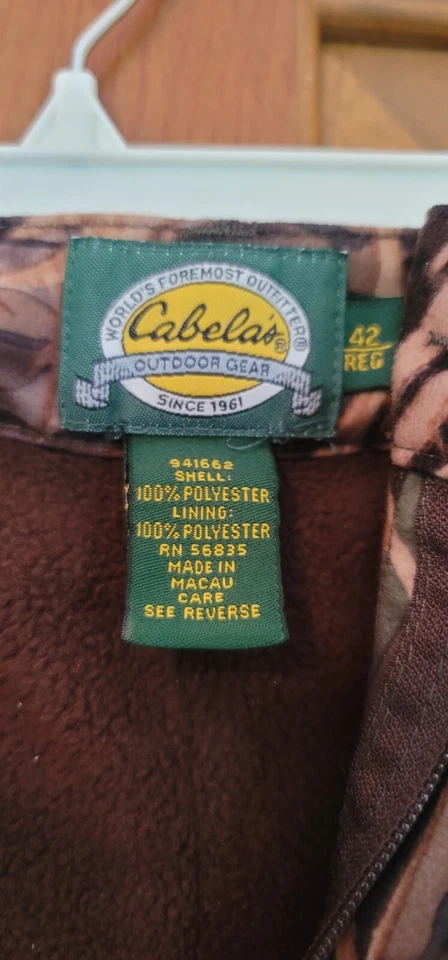 WORLD'S FOREMOST OUTFITTER®
Cabela's®
OUTDOOR GEAR
SINCE 1961
42
REG
941662
SHELL:
100% POLYESTER
LINING:
100% POLYESTER
RN 56835
MADE IN
MACAU
CARE
SEE REVERSE